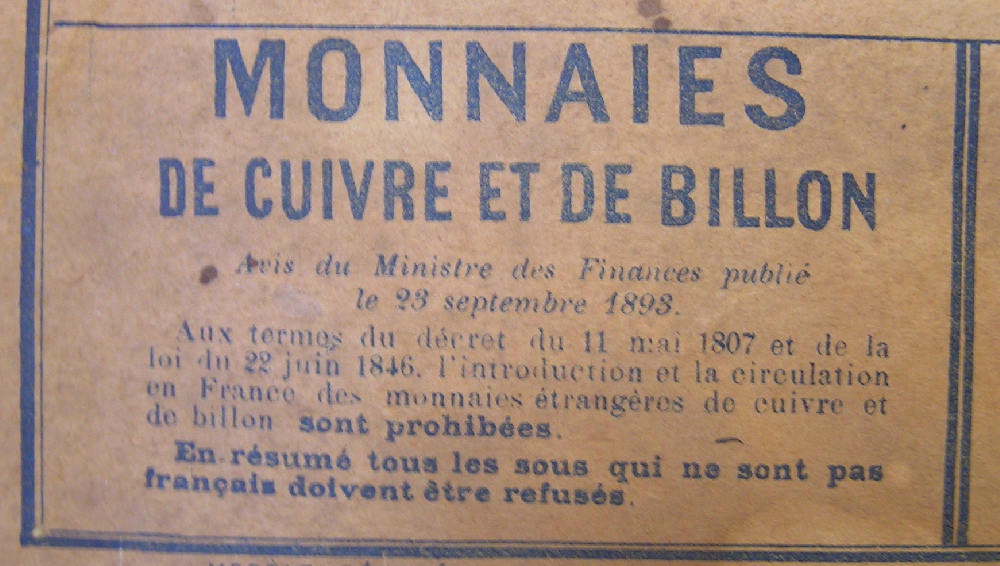 MONNAIES
DE CUIVRE ET DE BILLON
Avis du Ministre des Finances publié
le 23 septembre 1893.
Aux termes du décret du 11 mai 1807 et de la
loi du 22 juin 1846, l'introduction et la circulation
en France des monnaies étrangères de cuivre et
de billon sont prohibées.
En résumé tous les sous qui ne sont pas
français doivent être refusés.